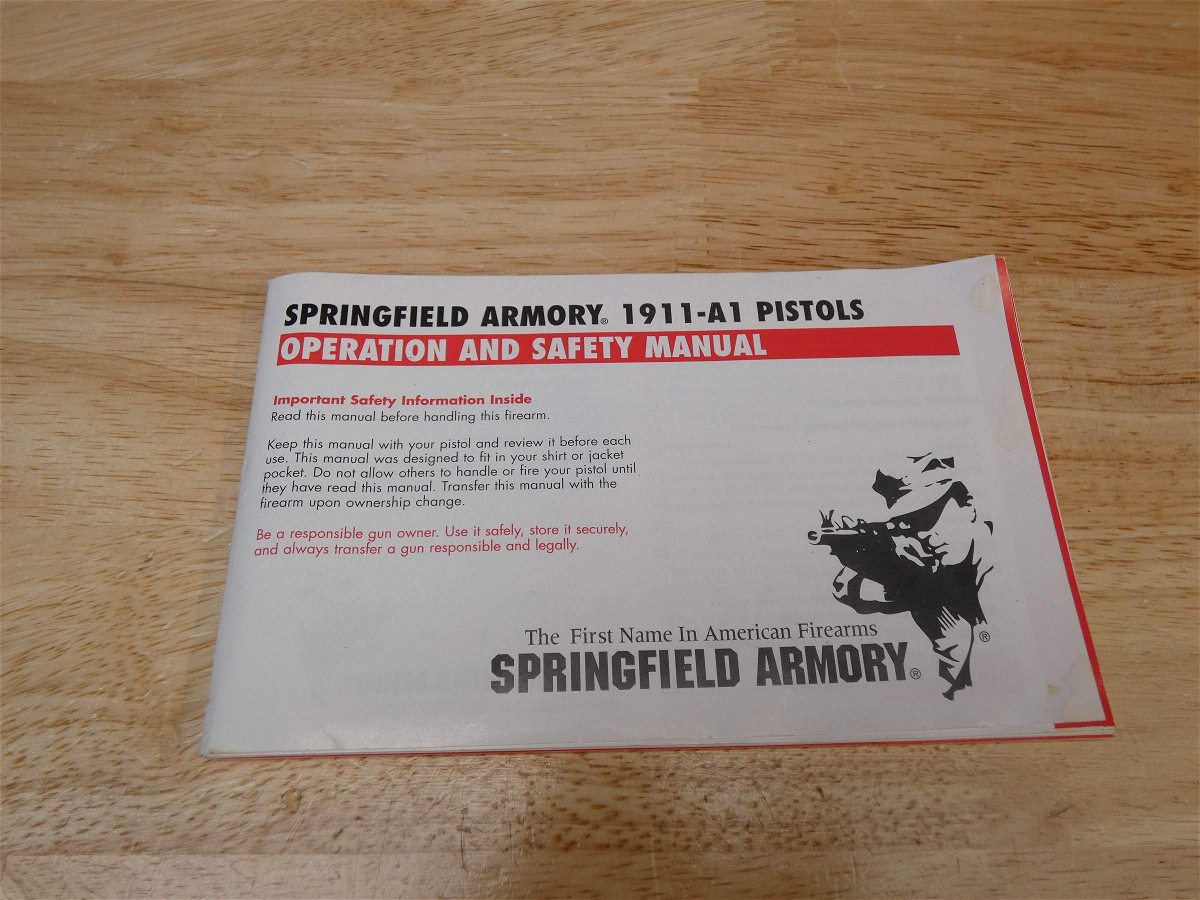 SPRINGFIELD ARMORY® 1911-A1 PISTOLS
OPERATION AND SAFETY MANUAL
Important Safety Information Inside
Read this manual before handling this firearm.
Keep this manual with your pistol and review it before each
use. This manual was designed to fit in your shirt or jacket
pocket. Do not allow others to handle or fire your pistol until
they have read this manual. Transfer this manual with the
firearm upon ownership change.
Be a responsible gun owner. Use it safely, store it securely,
and always transfer a gun responsible and legally.
The First Name In American Firearms
SPRINGFIELD ARMORY®
®